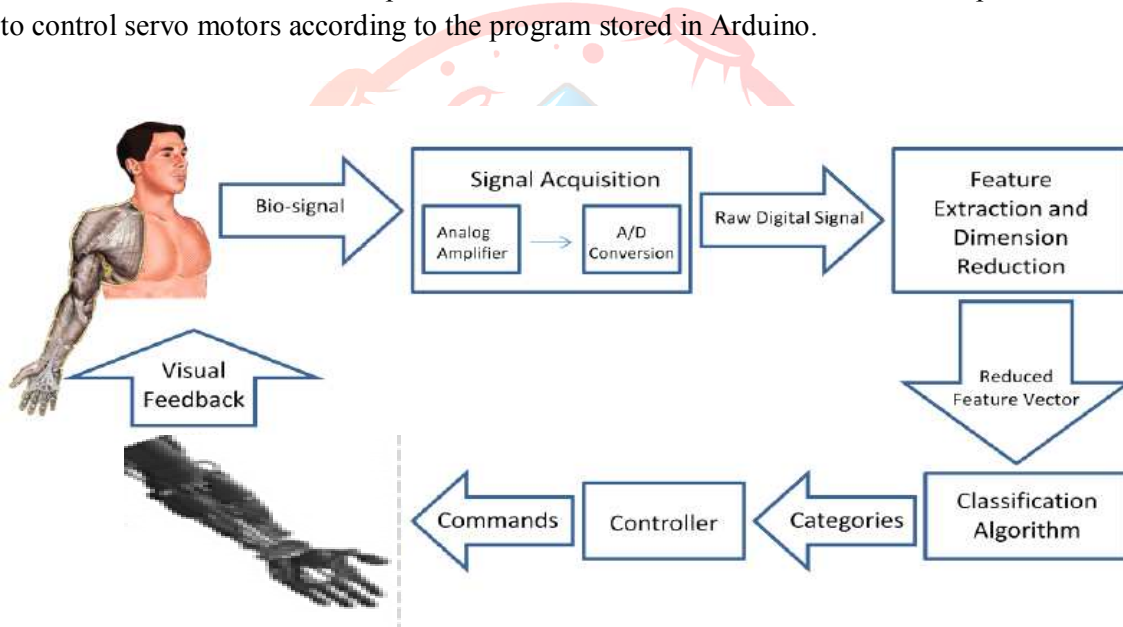 to control servo motors according to the program stored in Arduino.
Bio-signal
Signal Acquisition
Analog
Amplifier
A/D
Conversion
Raw Digital Signal
Feature
Extraction and
Dimension
Reduction
Reduced
Feature Vector
Classification
Algorithm
Categories
Controller
Commands
Visual
Feedback